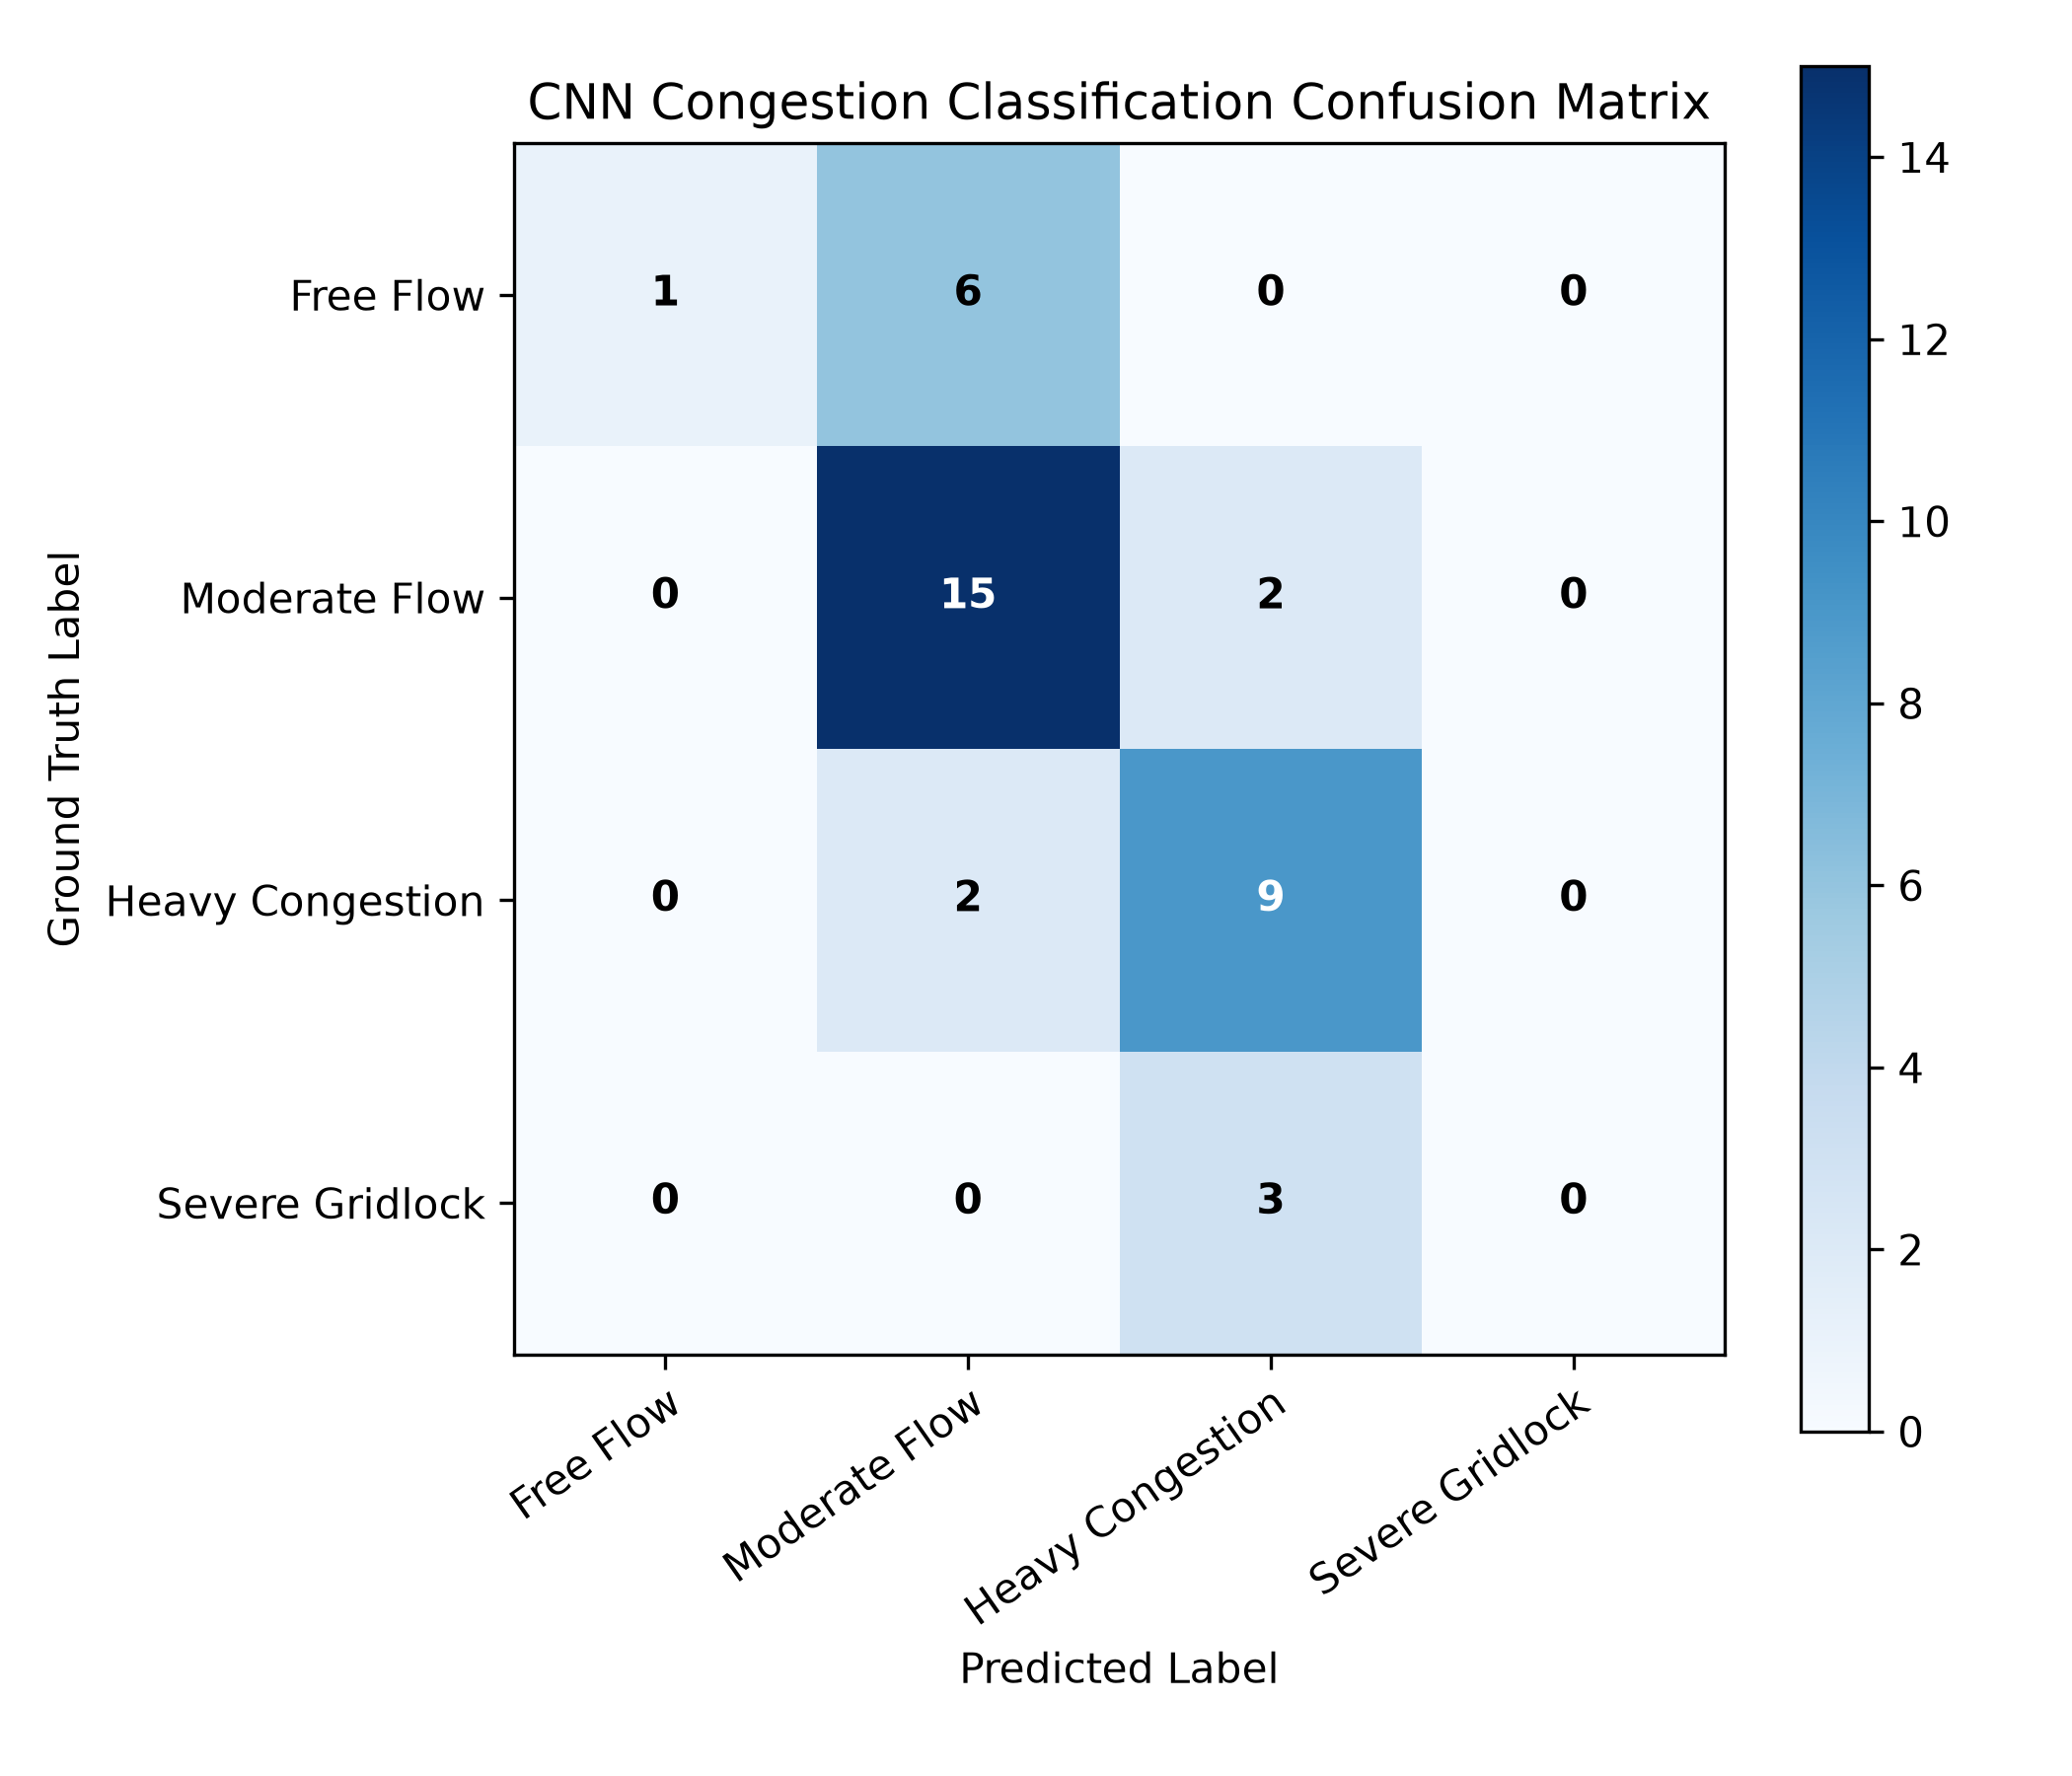 CNN Congestion Classification Confusion Matrix
Ground Truth Label
Free Flow 1 6 0 0
Moderate Flow 0 15 2 0
Heavy Congestion 0 2 9 0
Severe Gridlock 0 0 3 0
Free Flow Moderate Flow Heavy Congestion Severe Gridlock
Predicted Label
14
12
10
8
6
4
2
0